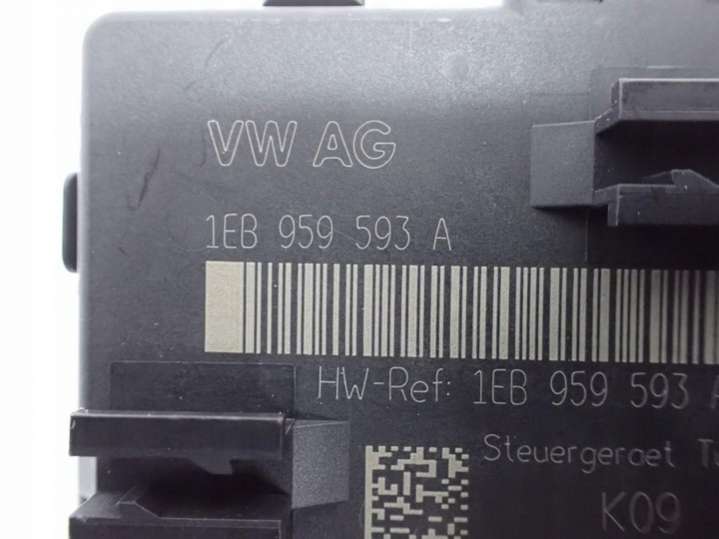 VW AG
1EB 959 593 A
HW-Ref: 1EB 959 593 A
Steuergeraet
K09